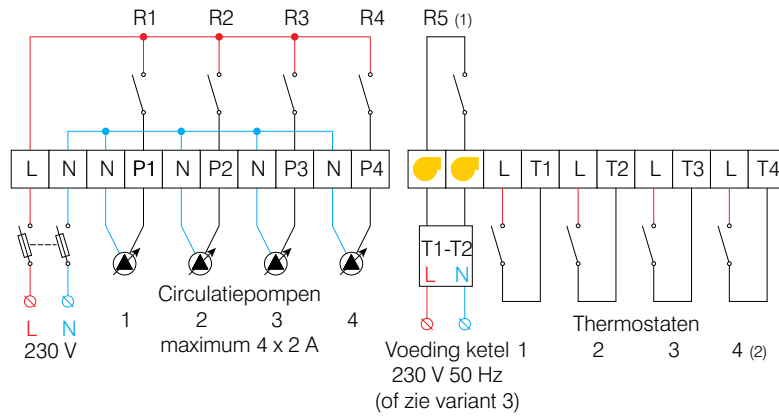 R1 R2 R3 R4 R5 (1)
L N N P1 N P2 N P3 N P4 L T1 L T2 L T3 L T4
T1-T2
L N
L N
230 V
Circulatiepompen
1 2 3 4
maximum 4 x 2 A
Voeding ketel 1
230 V 50 Hz
(of zie variant 3)
Thermostaten
2 3 4 (2)